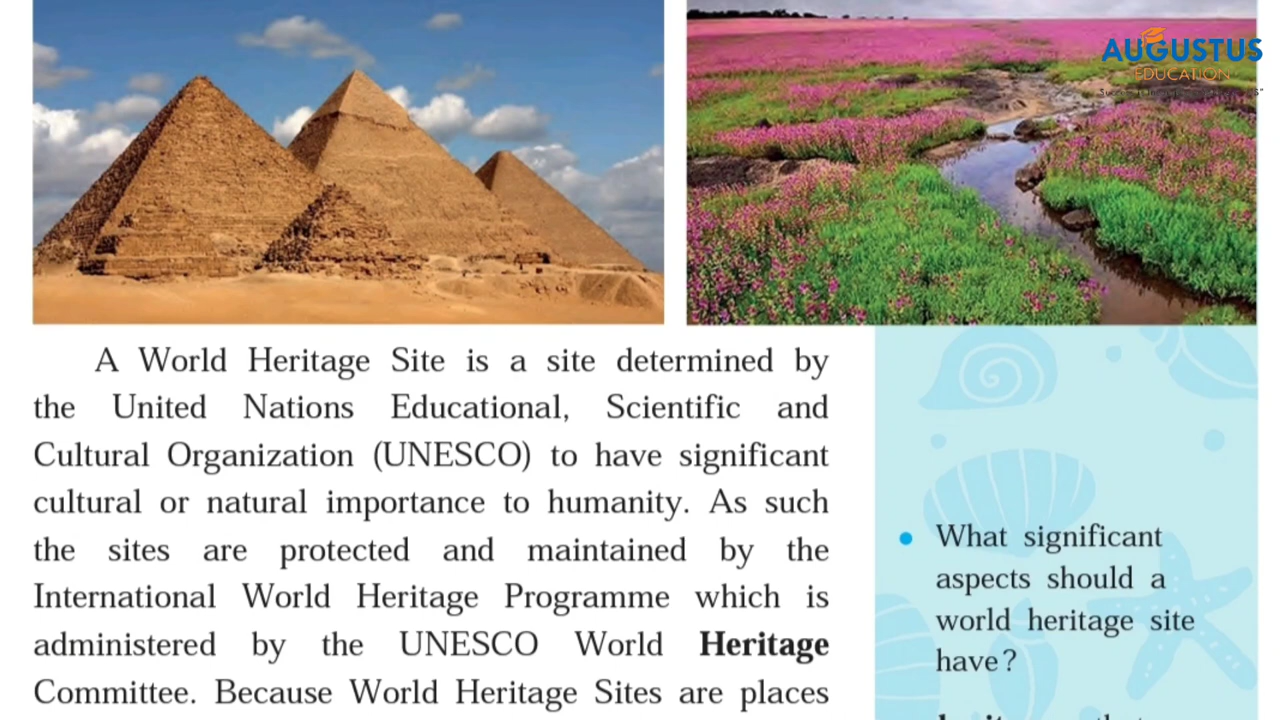 AUGUSTUS
EDUCATION
A World Heritage Site is a site determined by
the United Nations Educational, Scientific and
Cultural Organization (UNESCO) to have significant
cultural or natural importance to humanity. As such
the sites are protected and maintained by the
International World Heritage Programme which is
administered by the UNESCO World Heritage
Committee. Because World Heritage Sites are places
• What significant
aspects should a
world heritage site
have?